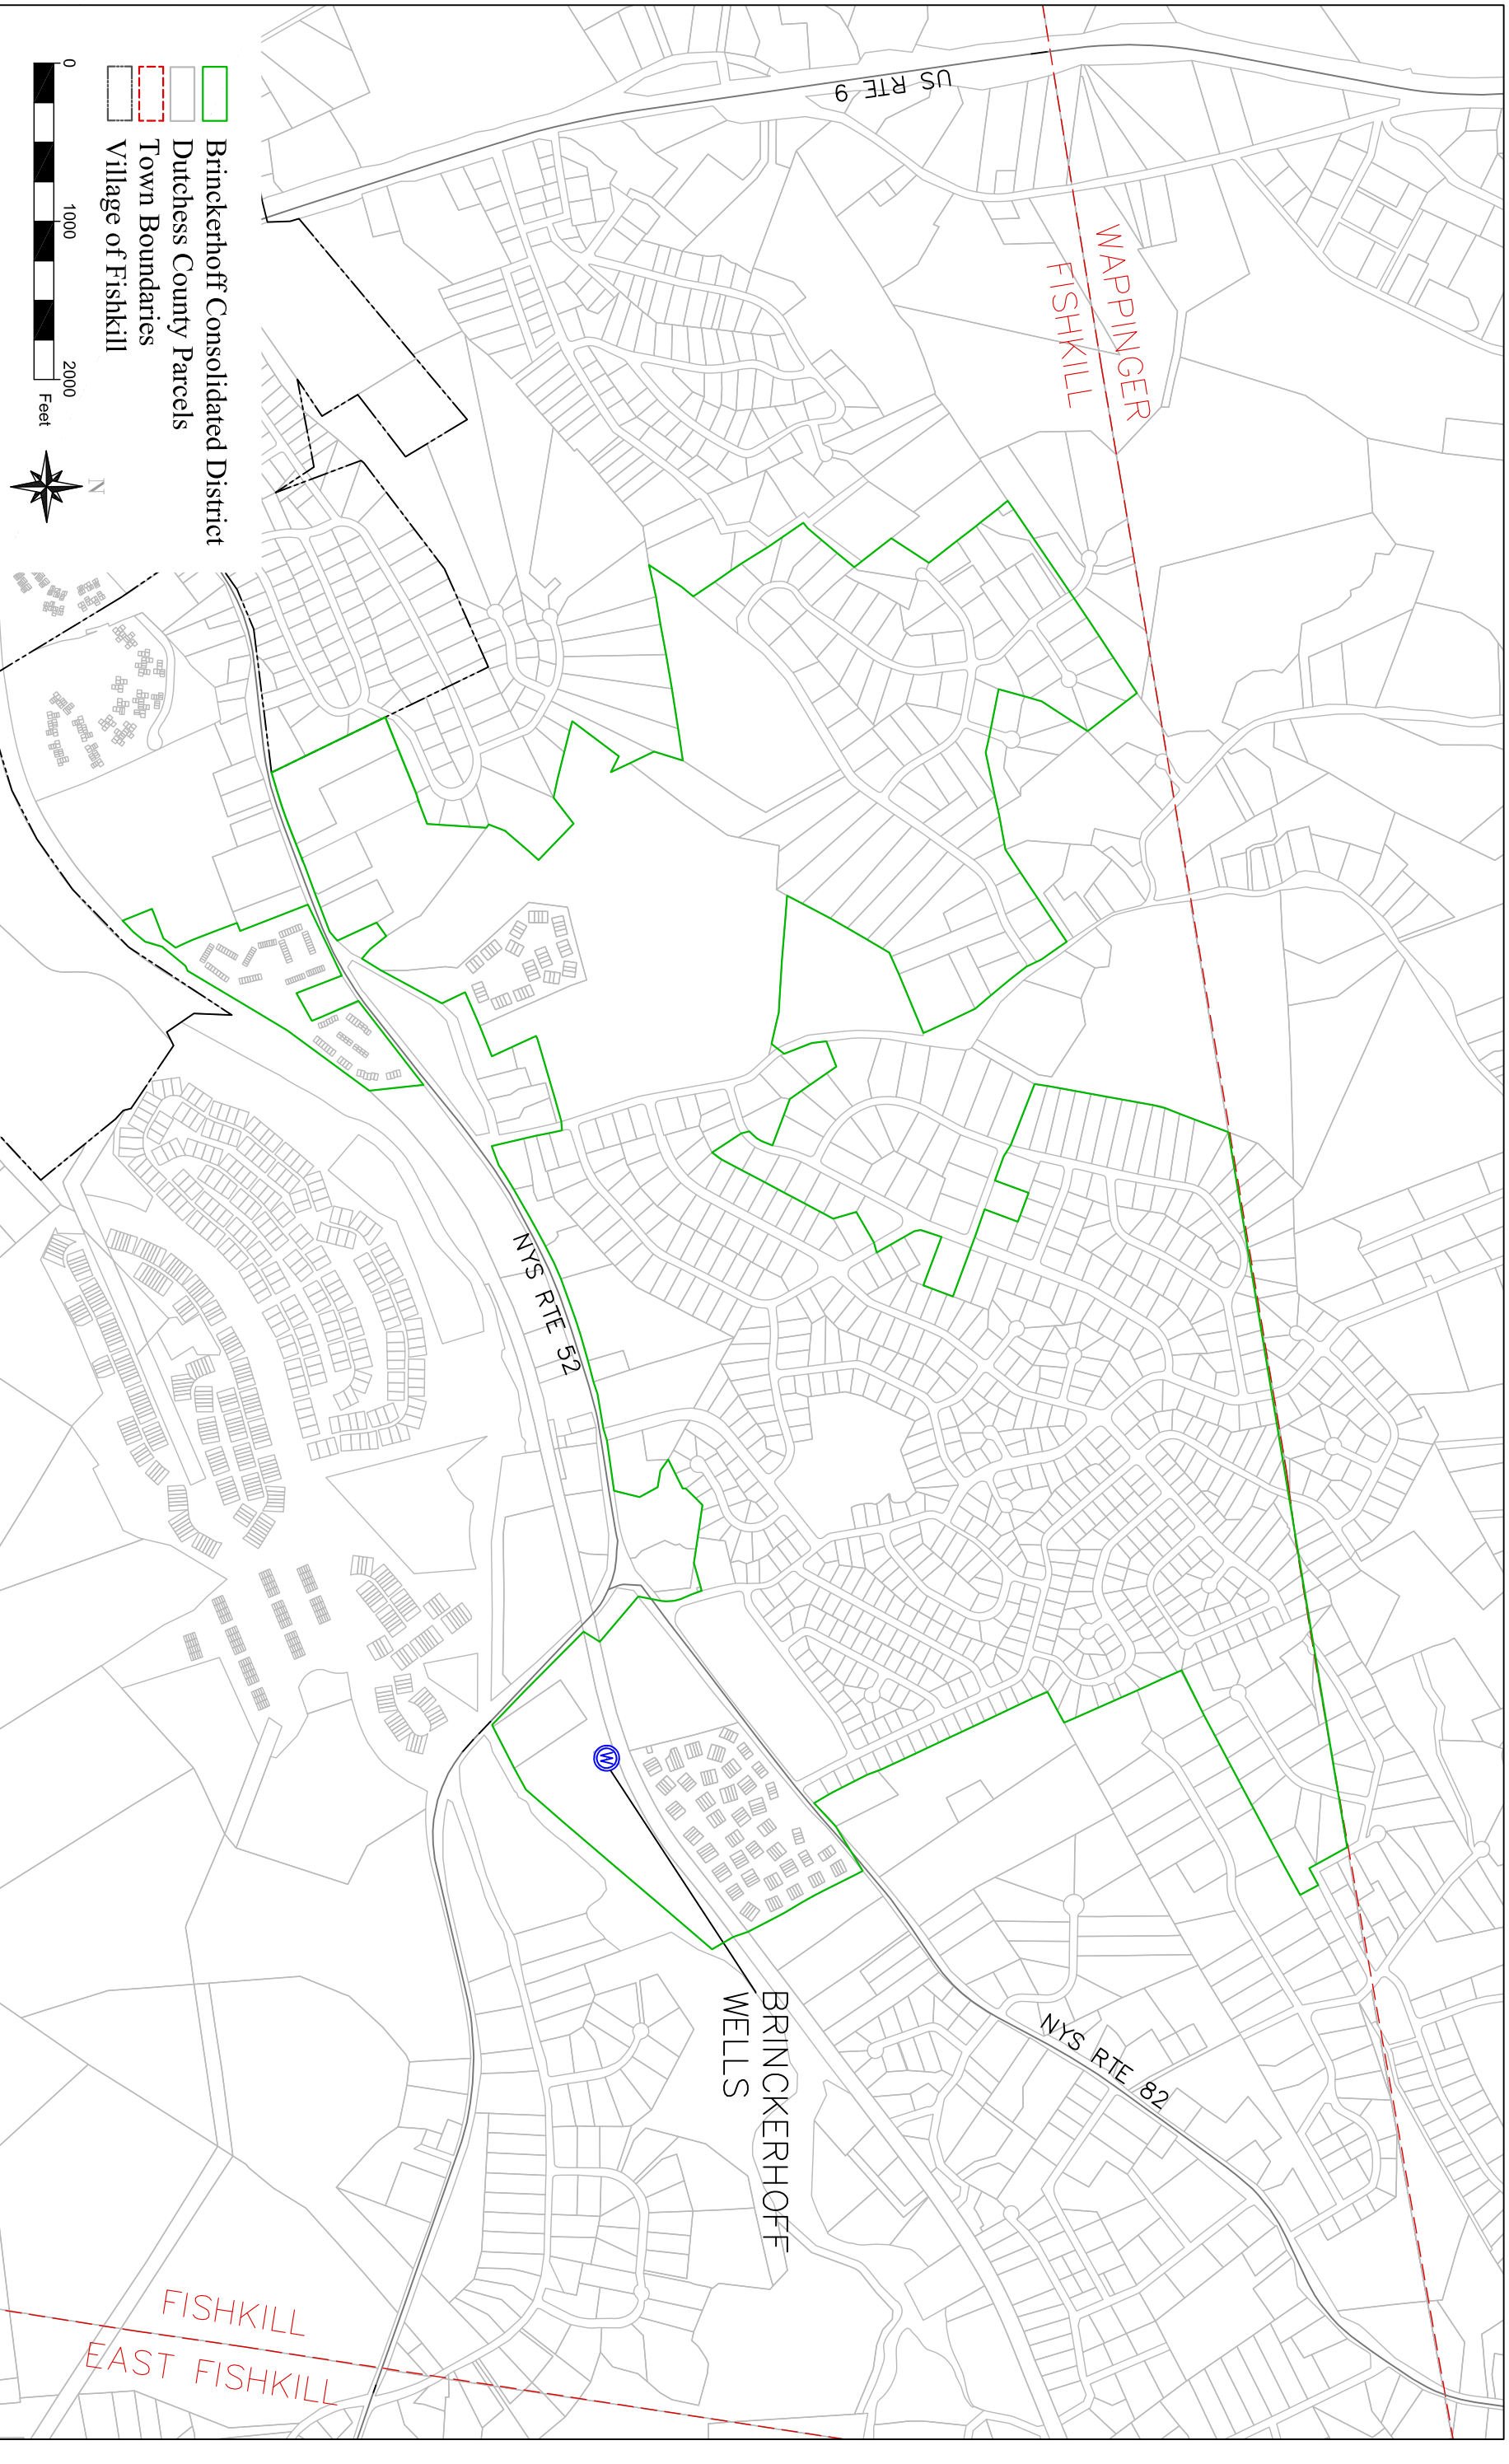 US RTE 9
WAPPINGER
FISHKILL
NYS RTE 52
NYS RTE 82
W
BRINCKERHOFF
WELLS
FISHKILL
EAST FISHKILL
Brinckerhoff Consolidated District
Dutchess County Parcels
Town Boundaries
Village of Fishkill
0 1000 2000
Feet
N